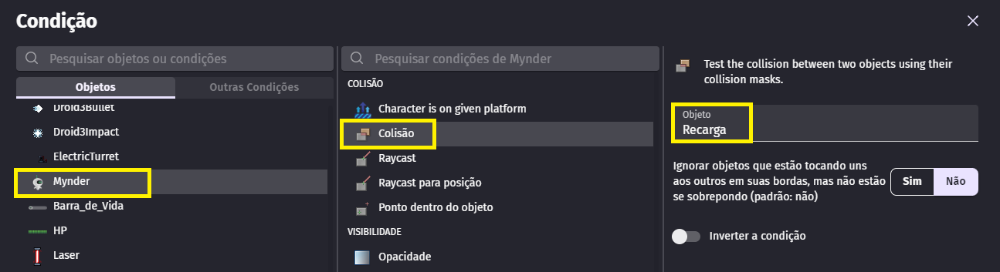 Condição
Pesquisar objetos ou condições
Objetos
Outras Condições
Droid3Bullet
Droid3Impact
ElectricTurret
Mynder
Barra_de_Vida
HP
Laser
Pesquisar condições de Mynder
COLISÃO
Character is on given platform
Colisão
Raycast
Raycast para posição
Ponto dentro do objeto
VISIBILIDADE
Opacidade
Test the collision between two objects using their
collision masks.
Objeto
Recarga
Ignorar objetos que estão tocando uns
aos outros em suas bordas, mas não estão
se sobrepondo (padrão: não)
Sim
Não
Inverter a condição